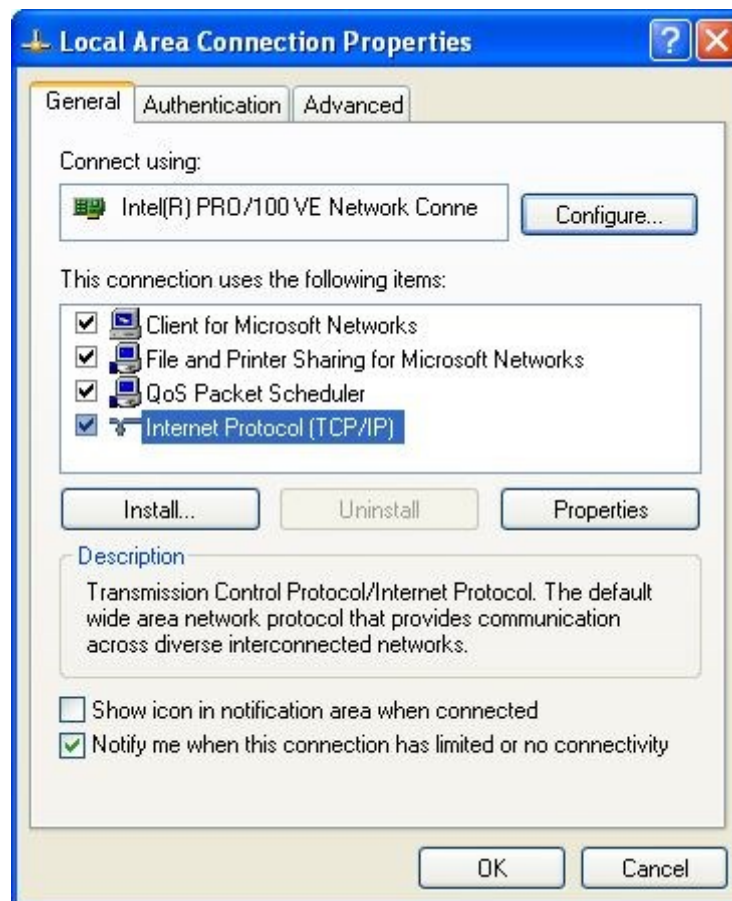 Local Area Connection Properties
General
Authentication
Advanced
Connect using:
Intel(R) PRO/100 VE Network Conne
Configure...
This connection uses the following items:
Client for Microsoft Networks
File and Printer Sharing for Microsoft Networks
QoS Packet Scheduler
Internet Protocol (TCP/IP)
Install...
Uninstall
Properties
Description
Transmission Control Protocol/Internet Protocol. The default
wide area network protocol that provides communication
across diverse interconnected networks.
Show icon in notification area when connected
Notify me when this connection has limited or no connectivity
OK
Cancel